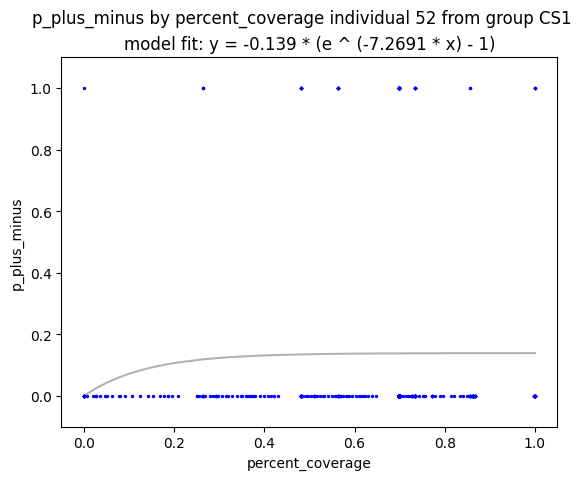 p_plus_minus by percent_coverage individual 52 from group CS1
model fit: y = -0.139 * (e ^ (-7.2691 * x) - 1)
1.0
0.8
0.6
0.4
0.2
0.0
p_plus_minus
0.0 0.2 0.4 0.6 0.8 1.0
percent_coverage